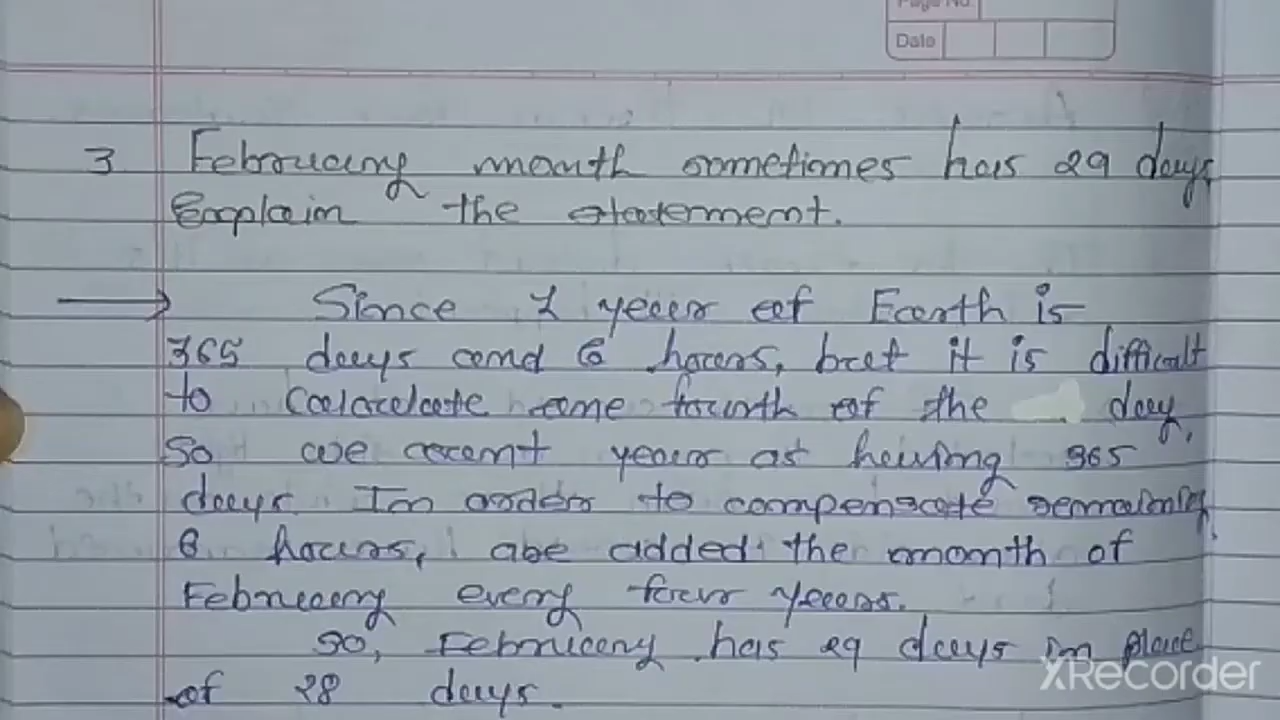 Page No.
Date
3 February month sometimes has 29 days
Explain the statement.
Since 1 year of Earth is
365 days and 6 hours, but it is difficult
to Calaculate one fourth of the day,
So we count year as having 365
days. In order to compensate remaining
6 hours, are added the month of
February every four years.
So, February has 29 days in place
of 28 days.
XRecorder